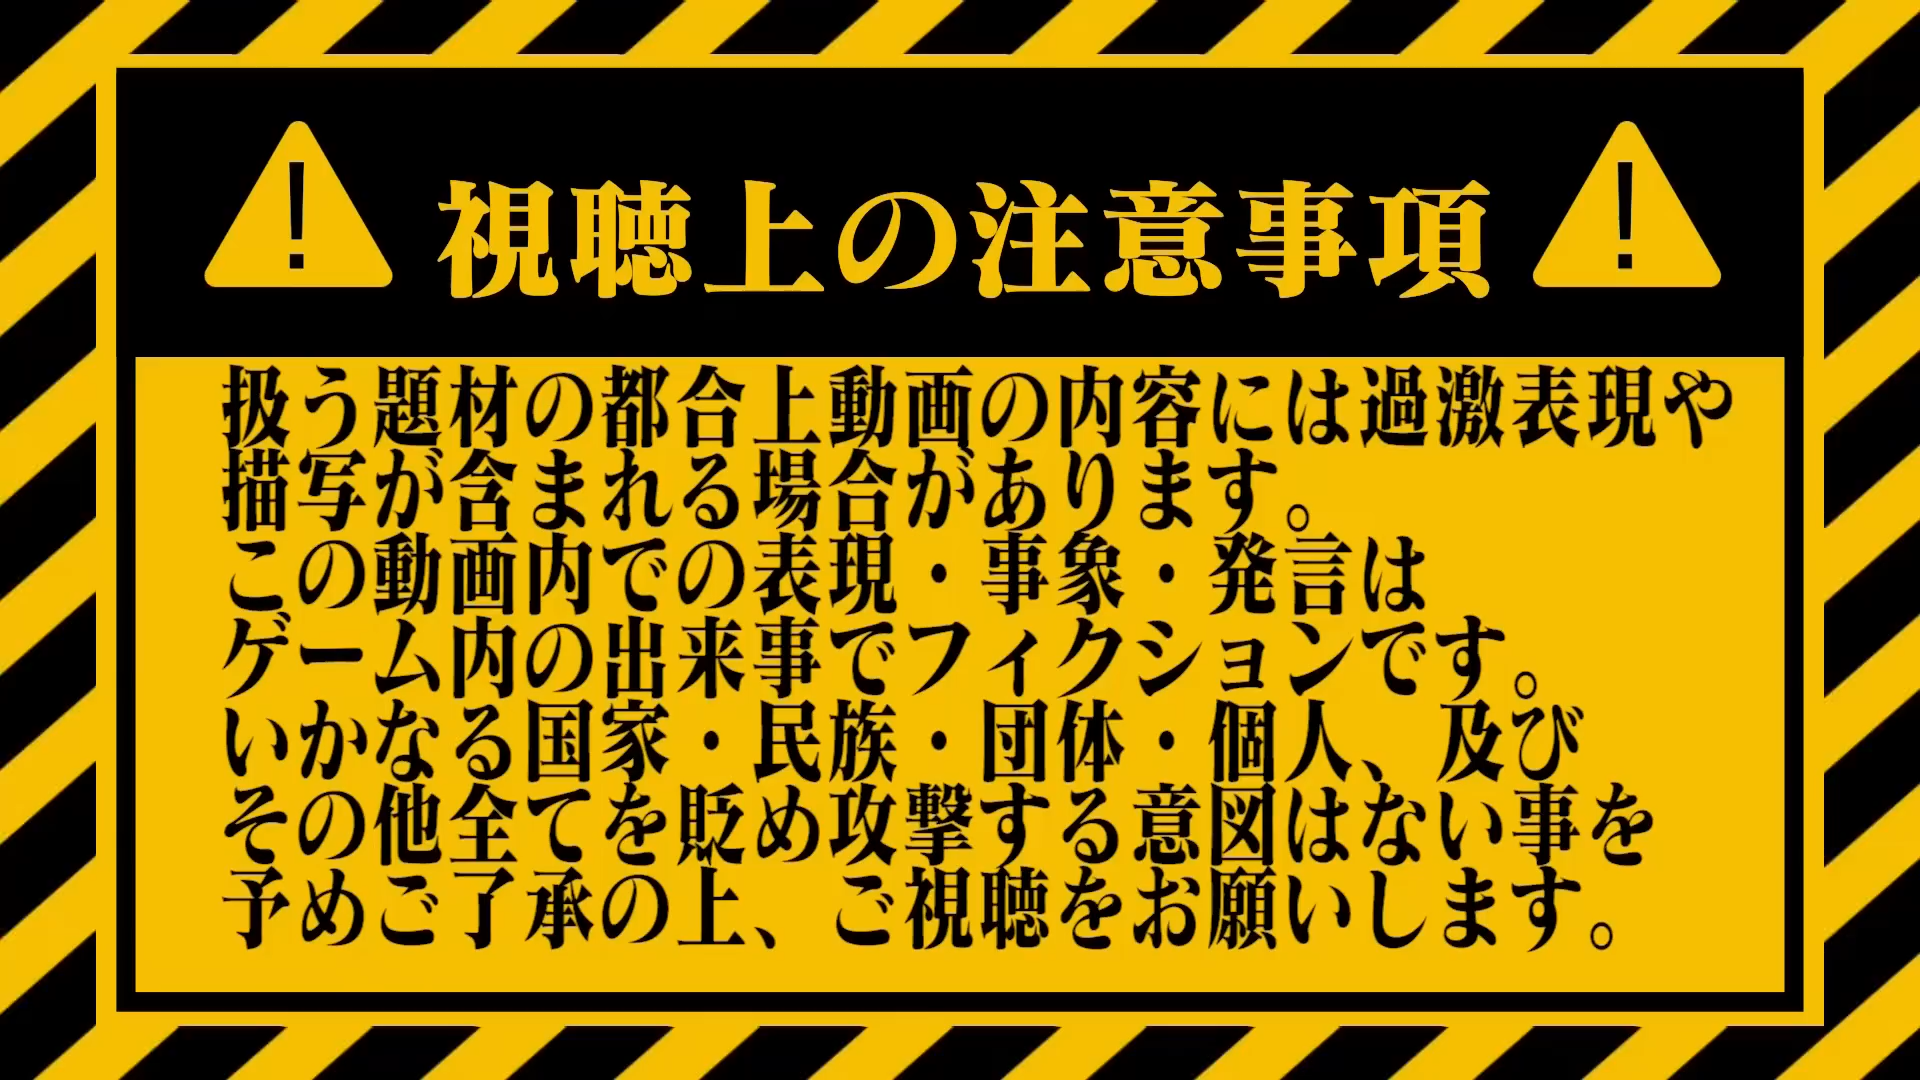 視聴上の注意事項
扱う題材の都合上動画の内容には過激表現や
描写が含まれる場合があります。
この動画内での表現・事象・発言は
ゲーム内の出来事でフィクションです。
いかなる国家・民族・団体・個人、及び
その他全てを貶め攻撃する意図はない事を
予めご了承の上、ご視聴をお願いします。